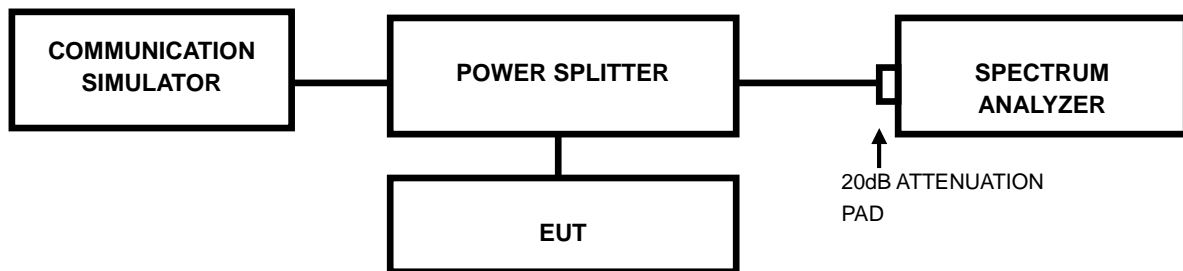 COMMUNICATION
SIMULATOR
POWER SPLITTER
SPECTRUM
ANALYZER
20dB ATTENUATION
PAD
EUT